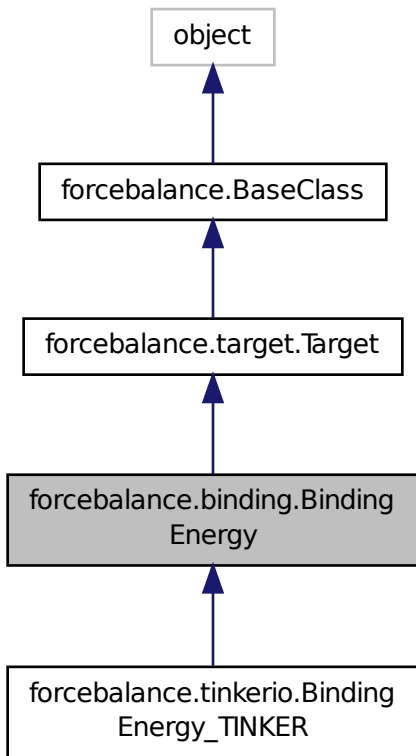 object
forcebalance.BaseClass
forcebalance.target.Target
forcebalance.binding.Binding
Energy
forcebalance.tinkerio.Binding
Energy_TINKER